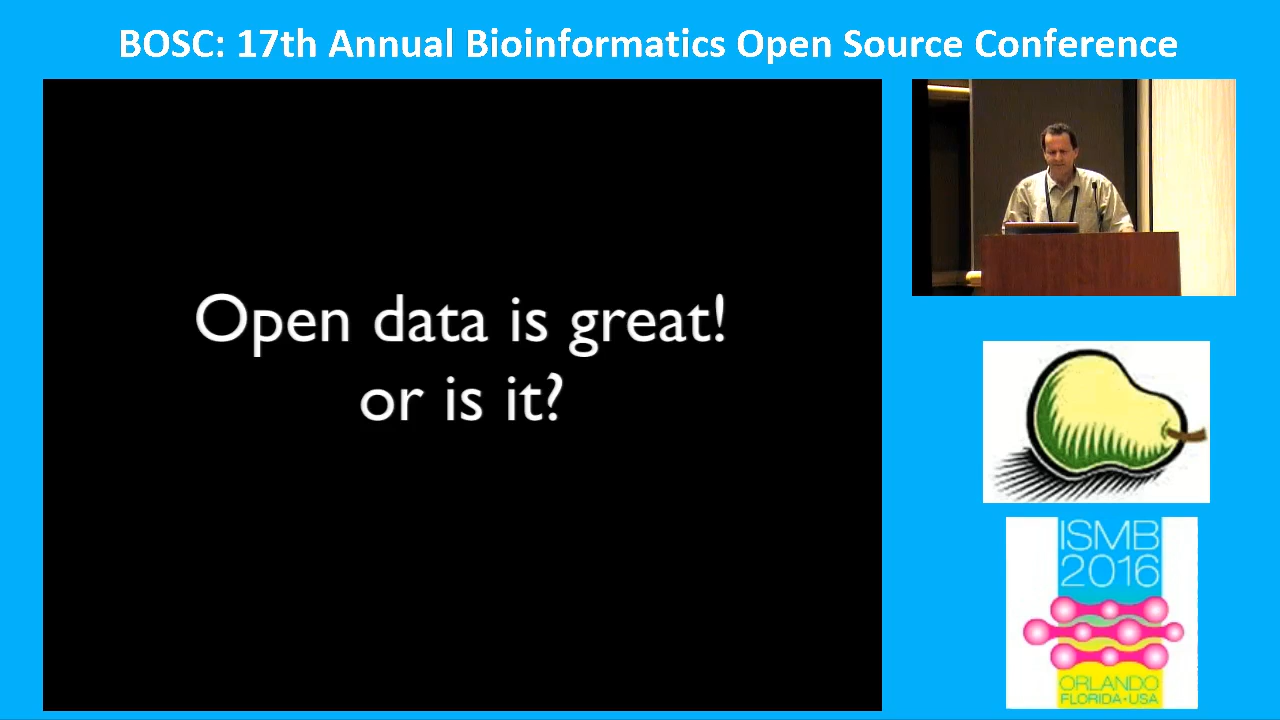 BOSC: 17th Annual Bioinformatics Open Source Conference
Open data is great!
or is it?
ISMB
2016
ORLANDO
FLORIDA • USA